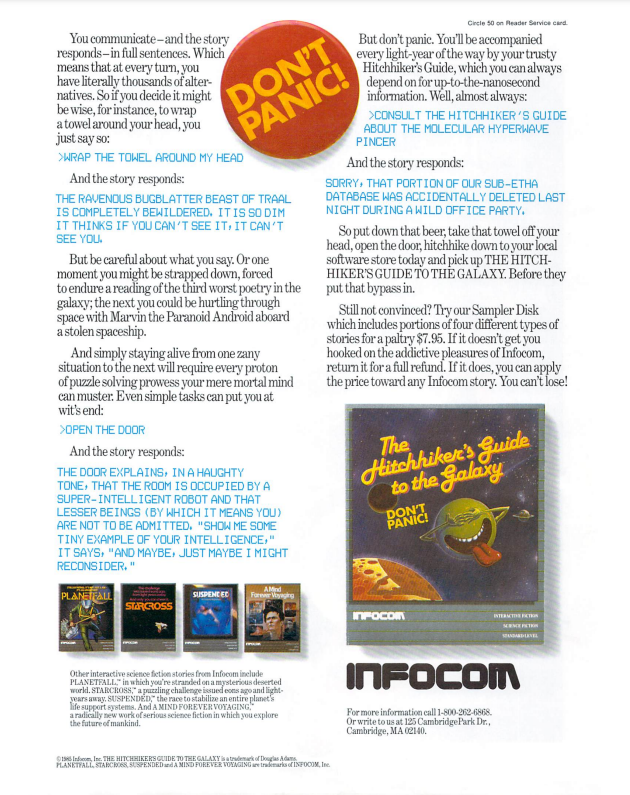 Circle 50 on Reader Service card.
You communicate – and the story
responds – in full sentences. Which
means that at every turn, you
have literally thousands of alter-
natives. So if you decide it might
be wise, for instance, to wrap
a towel around your head, you
just say so:
>WRAP THE TOWEL AROUND MY HEAD
And the story responds:
THE RAVENOUS BUGBLATTER BEAST OF TRAAL
IS COMPLETELY BEWILDERED. IT IS SO DIM
IT THINKS IF YOU CAN'T SEE IT, IT CAN'T
SEE YOU.
But be careful about what you say. Or one
moment you might be strapped down, forced
to endure a reading of the third worst poetry in the
galaxy; the next you could be hurtling through
space with Marvin the Paranoid Android aboard
a stolen spaceship.
And simply staying alive from one zany
situation to the next will require every proton
of puzzle solving prowess your mere mortal mind
can muster. Even simple tasks can put you at
wit's end:
>OPEN THE DOOR
And the story responds:
THE DOOR EXPLAINS, IN A HAUGHTY
TONE, THAT THE ROOM IS OCCUPIED BY A
SUPER-INTELLIGENT ROBOT AND THAT
LESSER BEINGS (BY WHICH IT MEANS YOU)
ARE NOT TO BE ADMITTED. "SHOW ME SOME
TINY EXAMPLE OF YOUR INTELLIGENCE,"
IT SAYS, "AND MAYBE, JUST MAYBE I MIGHT
RECONSIDER."
DON'T
PANIC!
But don't panic. You'll be accompanied
every light-year of the way by your trusty
Hitchhiker's Guide, which you can always
depend on for up-to-the-nanosecond
information. Well, almost always:
>CONSULT THE HITCHHIKER'S GUIDE
ABOUT THE MOLECULAR HYPERWAVE
PINCER
And the story responds:
SORRY, THAT PORTION OF OUR SUB-ETHA
DATABASE WAS ACCIDENTALLY DELETED LAST
NIGHT DURING A WILD OFFICE PARTY.
So put down that beer, take that towel off your
head, open the door, hitchhike down to your local
software store today and pick up THE HITCH-
HIKER'S GUIDE TO THE GALAXY. Before they
put that bypass in.
Still not convinced? Try our Sampler Disk
which includes portions of four different types of
stories for a paltry $7.95. If it doesn't get you
hooked on the addictive pleasures of Infocom,
return it for a full refund. If it does, you can apply
the price toward any Infocom story. You can't lose!
The
Hitchhiker's Guide
to the Galaxy
DON'T
PANIC!
INFOCOM
INTERACTIVE FICTION
SCIENCE FICTION
STANDARD LEVEL
PLANETFALL
STARCROSS
SUSPENDED
A Mind
Forever Voyaging
Other interactive science fiction stories from Infocom include
PLANETFALL,™ in which you're stranded on a mysterious deserted
world. STARCROSS,™ a puzzling challenge issued eons ago and light-
years away. SUSPENDED,™ the race to stabilize an entire planet's
life support systems. And A MIND FOREVER VOYAGING,™
a radically new work of serious science fiction in which you explore
the future of mankind.
INFOCOM
For more information call 1-800-262-6868.
Or write to us at 125 CambridgePark Dr.,
Cambridge, MA 02140.
©1985 Infocom, Inc. THE HITCHHIKER'S GUIDE TO THE GALAXY is a trademark of Douglas Adams.
PLANETFALL, STARCROSS, SUSPENDED and A MIND FOREVER VOYAGING are trademarks of INFOCOM, Inc.